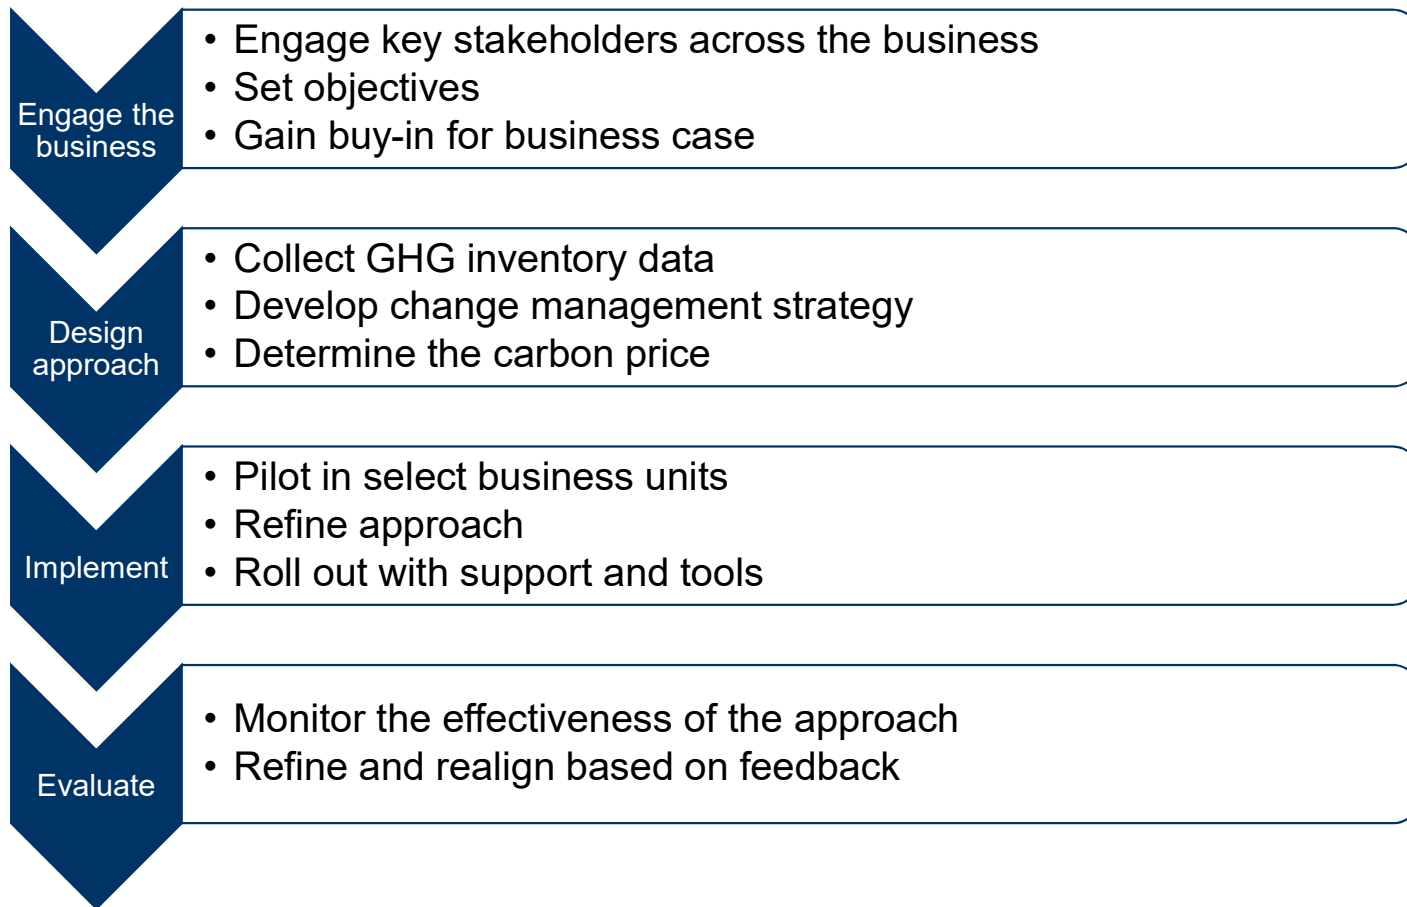 Engage the
business
• Engage key stakeholders across the business
• Set objectives
• Gain buy-in for business case
Design
approach
• Collect GHG inventory data
• Develop change management strategy
• Determine the carbon price
Implement
• Pilot in select business units
• Refine approach
• Roll out with support and tools
Evaluate
• Monitor the effectiveness of the approach
• Refine and realign based on feedback